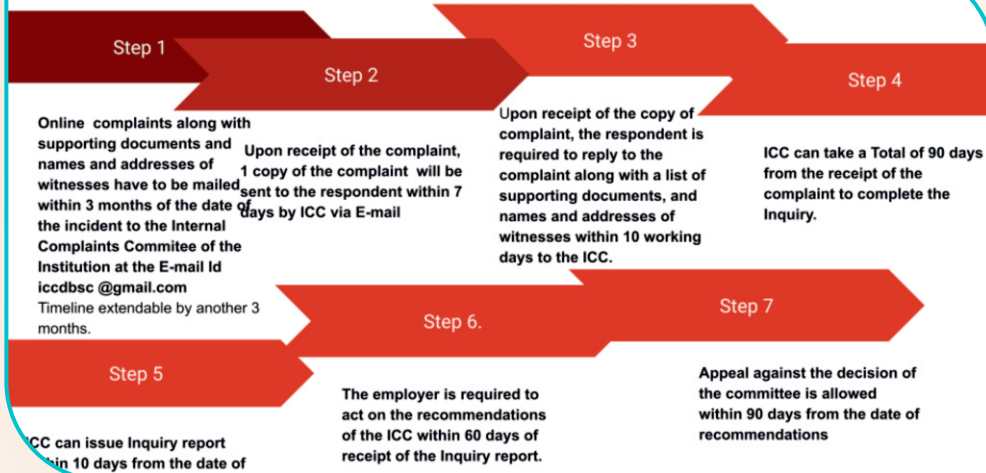 Step 1
Online  complaints along with
supporting documents and
names and addresses of
witnesses have to be mailed
within 3 months of the date of
the incident to the Internal
Complaints Commitee of the
Institution at the E-mail Id
iccdbsc @gmail.com
Timeline extendable by another 3
months.
Step 2
Upon receipt of the complaint,
1 copy of the complaint  will be
sent to the respondent within 7
days by ICC via E-mail
Step 3
Upon receipt of the copy of
complaint, the respondent is
required to reply to the
complaint along with a list of
supporting documents, and
names and addresses of
witnesses within 10 working
days to the ICC.
Step 4
ICC can take a Total of 90 days
from the receipt of the
complaint to complete the
Inquiry.
Step 5
ICC can issue Inquiry report
10 days from the date of
Step 6.
The employer is required to
act on the recommendations
of the ICC within 60 days of
receipt of the Inquiry report.
Step 7
Appeal against the decision of
the committee is allowed
within 90 days from the date of
recommendations